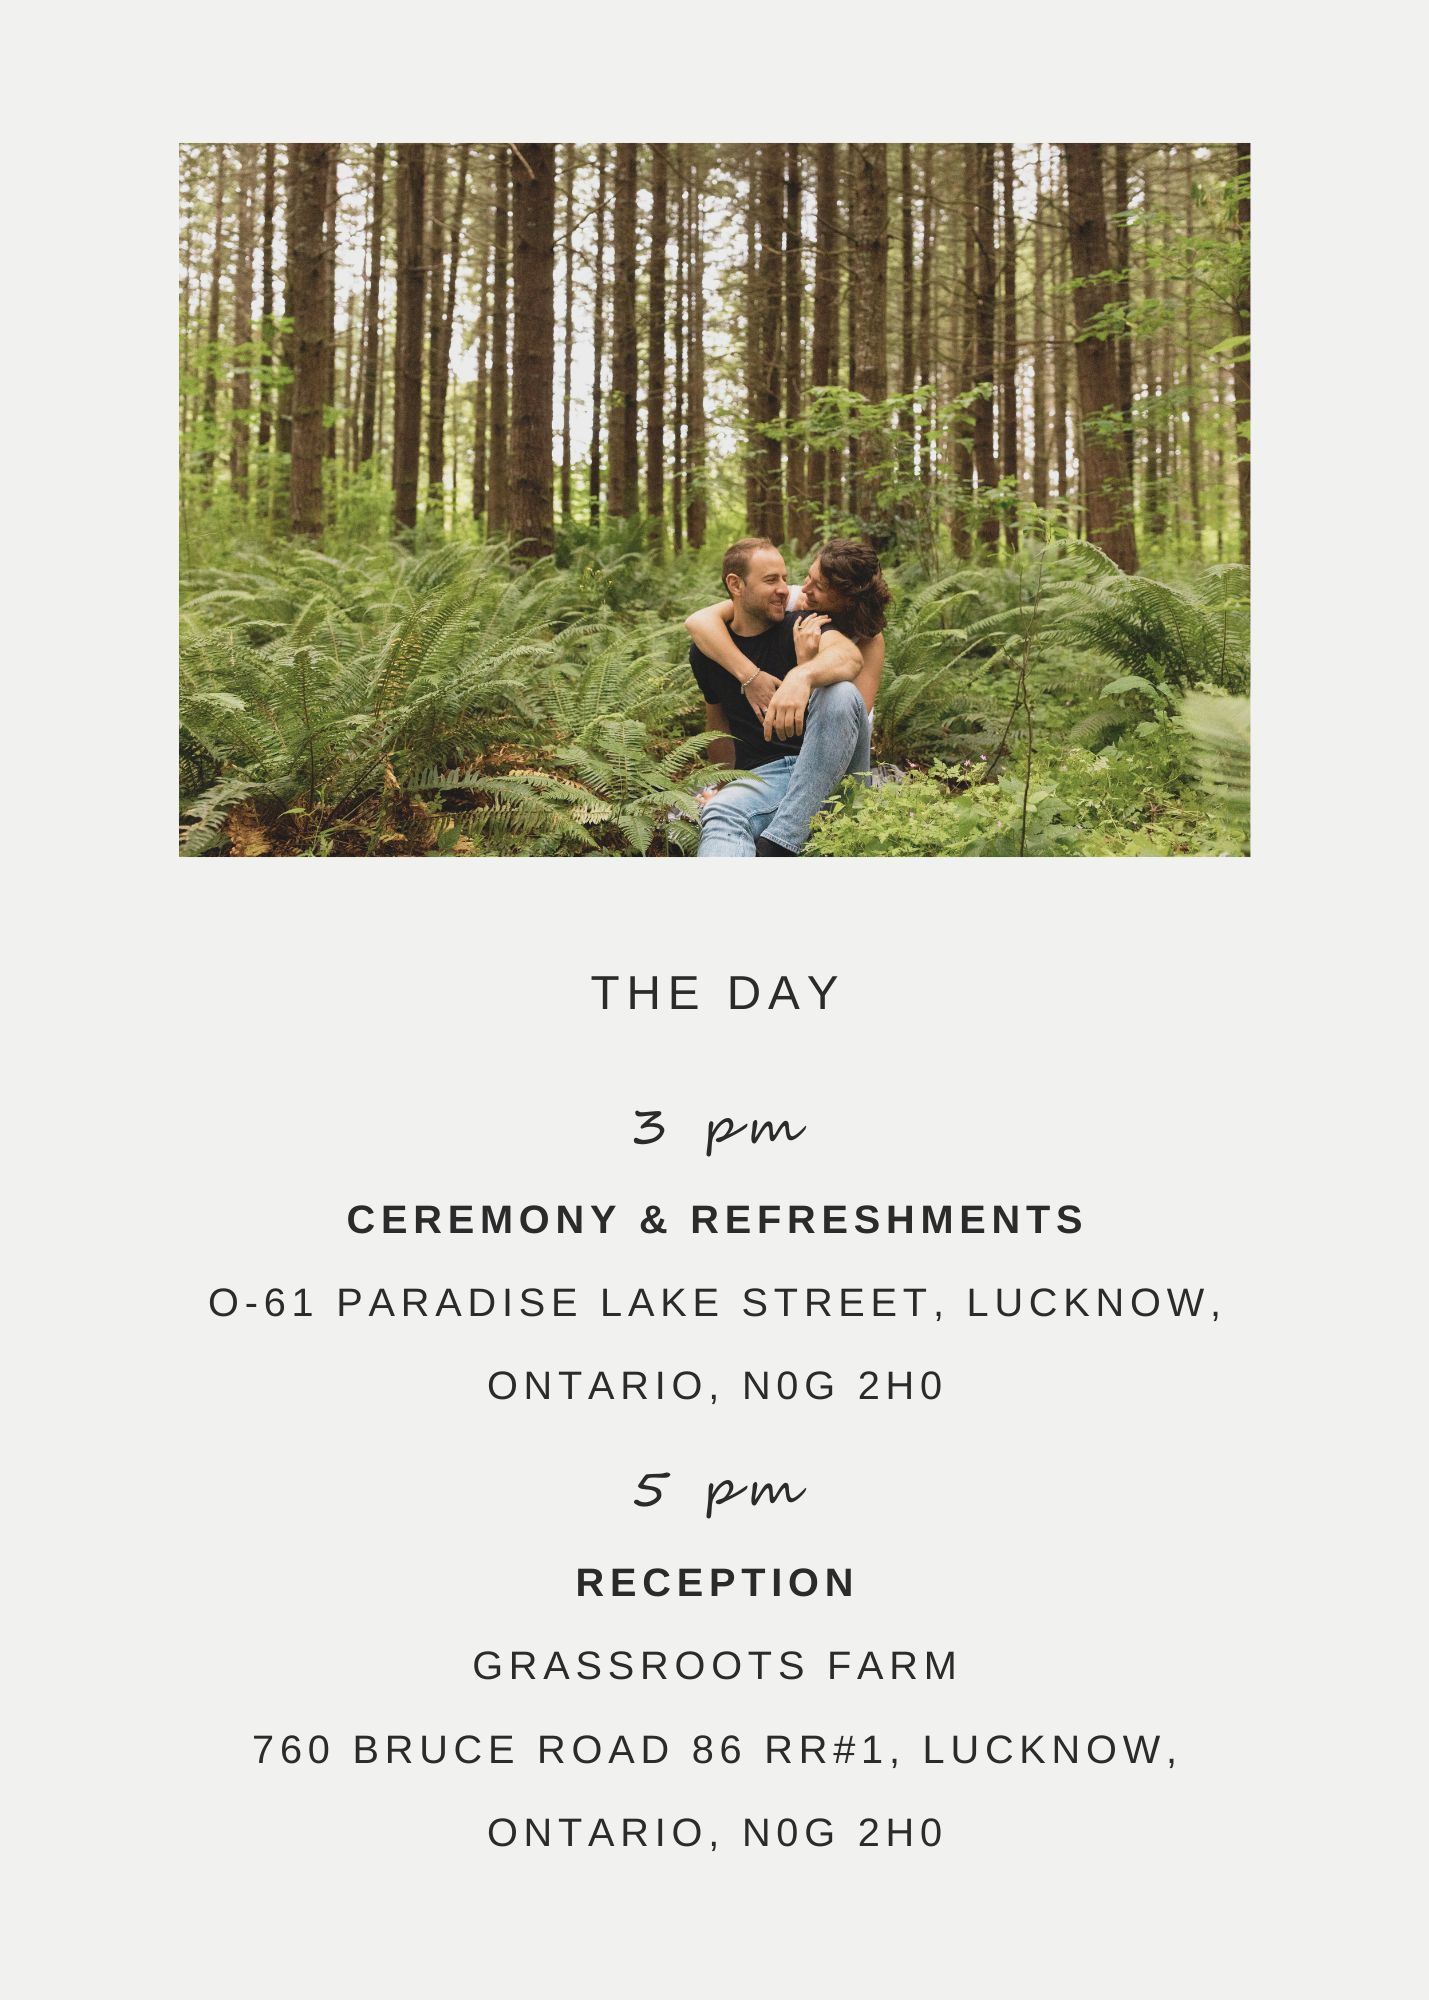 THE DAY
3 pm
CEREMONY & REFRESHMENTS
O-61 PARADISE LAKE STREET, LUCKNOW,
ONTARIO, N0G 2H0
5 pm
RECEPTION
GRASSROOTS FARM
760 BRUCE ROAD 86 RR#1, LUCKNOW,
ONTARIO, N0G 2H0